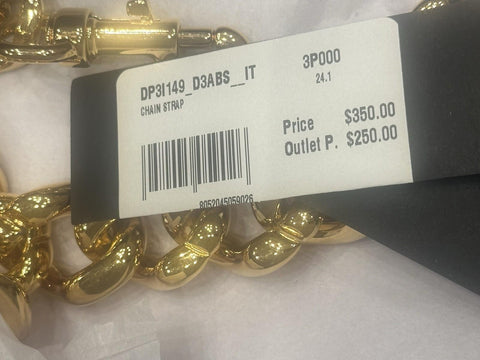 DP3I149_D3ABS__IT
CHAIN STRAP
3P000
24.1
Price $350.00
Outlet P. $250.00
8052045059026